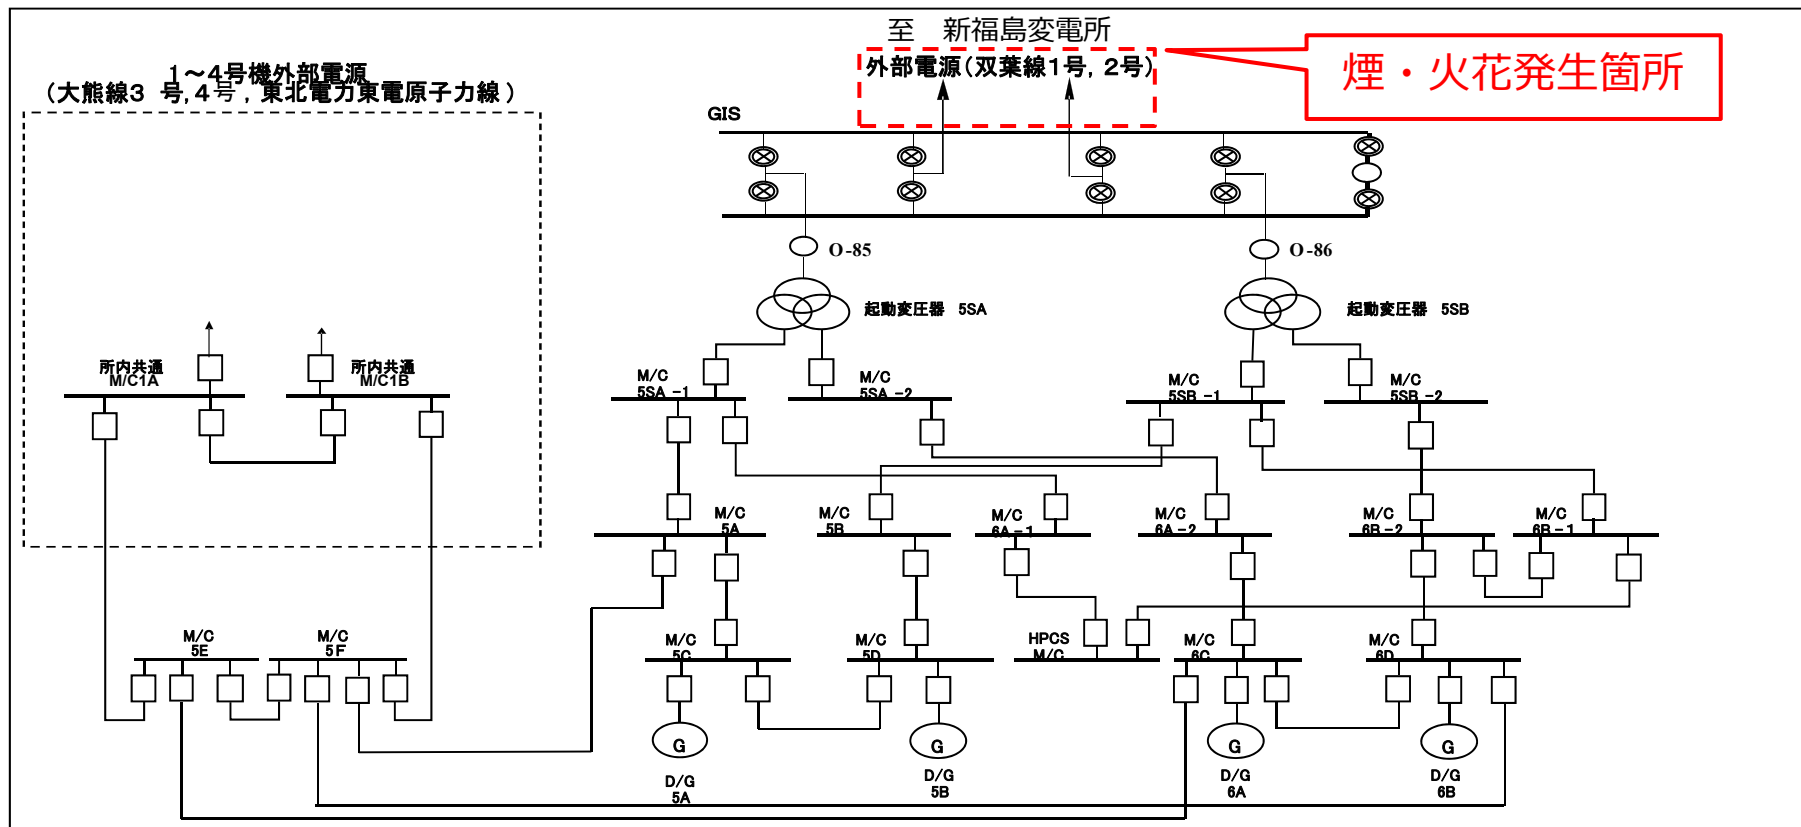 至　新福島変電所
外部電源(双葉線1号, 2号)
煙・火花発生箇所
1～4号機外部電源
(大熊線3 号,4号 , 東北電力東電原子力線 )
GIS
O-85
O-86
起動変圧器 5SA
起動変圧器 5SB
所内共通
M/C1A
所内共通
M/C1B
M/C
5SA -1
M/C
5SA -2
M/C
5SB -1
M/C
5SB -2
M/C
5A
M/C
5B
M/C
6A -1
M/C
6A -2
M/C
6B -2
M/C
6B -1
M/C
5E
M/C
5F
M/C
5C
M/C
5D
HPCS
M/C
M/C
6C
M/C
6D
G
G
G
G
D/G
5A
D/G
5B
D/G
6A
D/G
6B